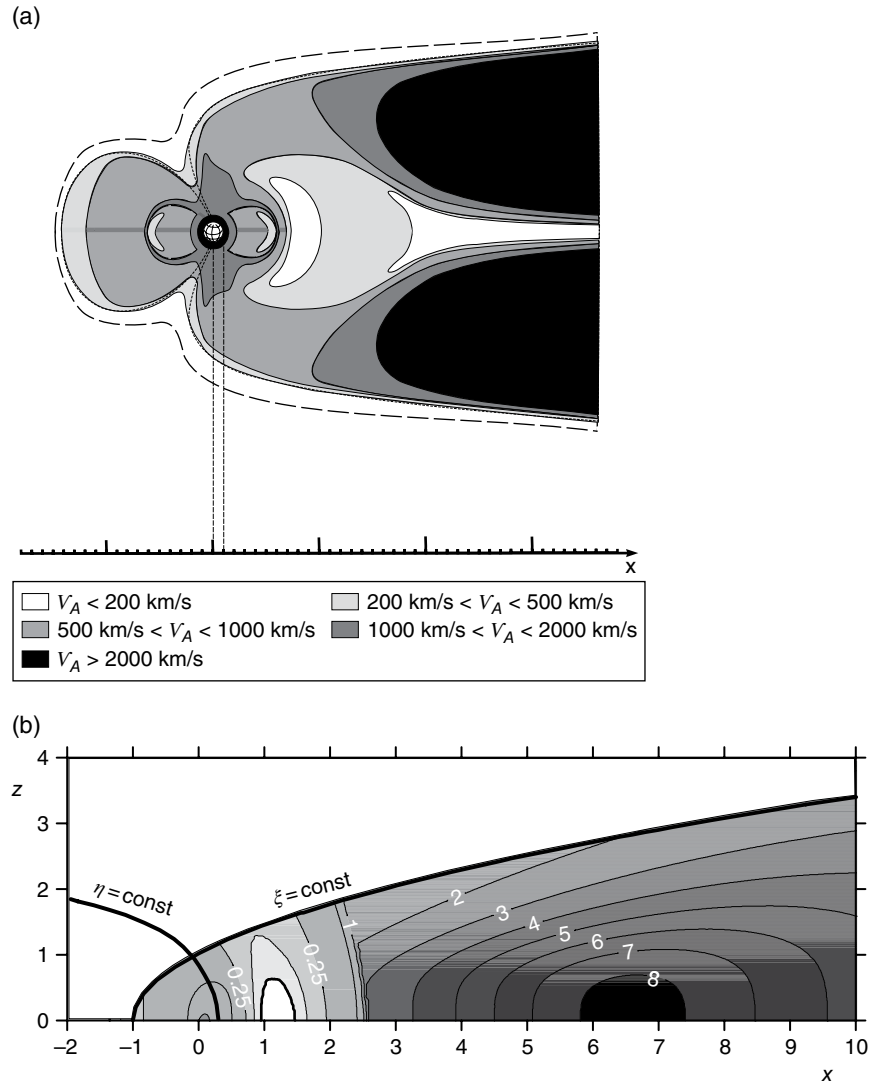 (a)
x
V_A < 200 km/s
200 km/s < V_A < 500 km/s
500 km/s < V_A < 1000 km/s
1000 km/s < V_A < 2000 km/s
V_A > 2000 km/s
(b)
4
z
3
η = const
ξ = const
2
2
1
3
4
5
6
1
7
0.25
0.25
8
0
–2
–1
0
1
2
3
4
5
6
7
8
9
10
x